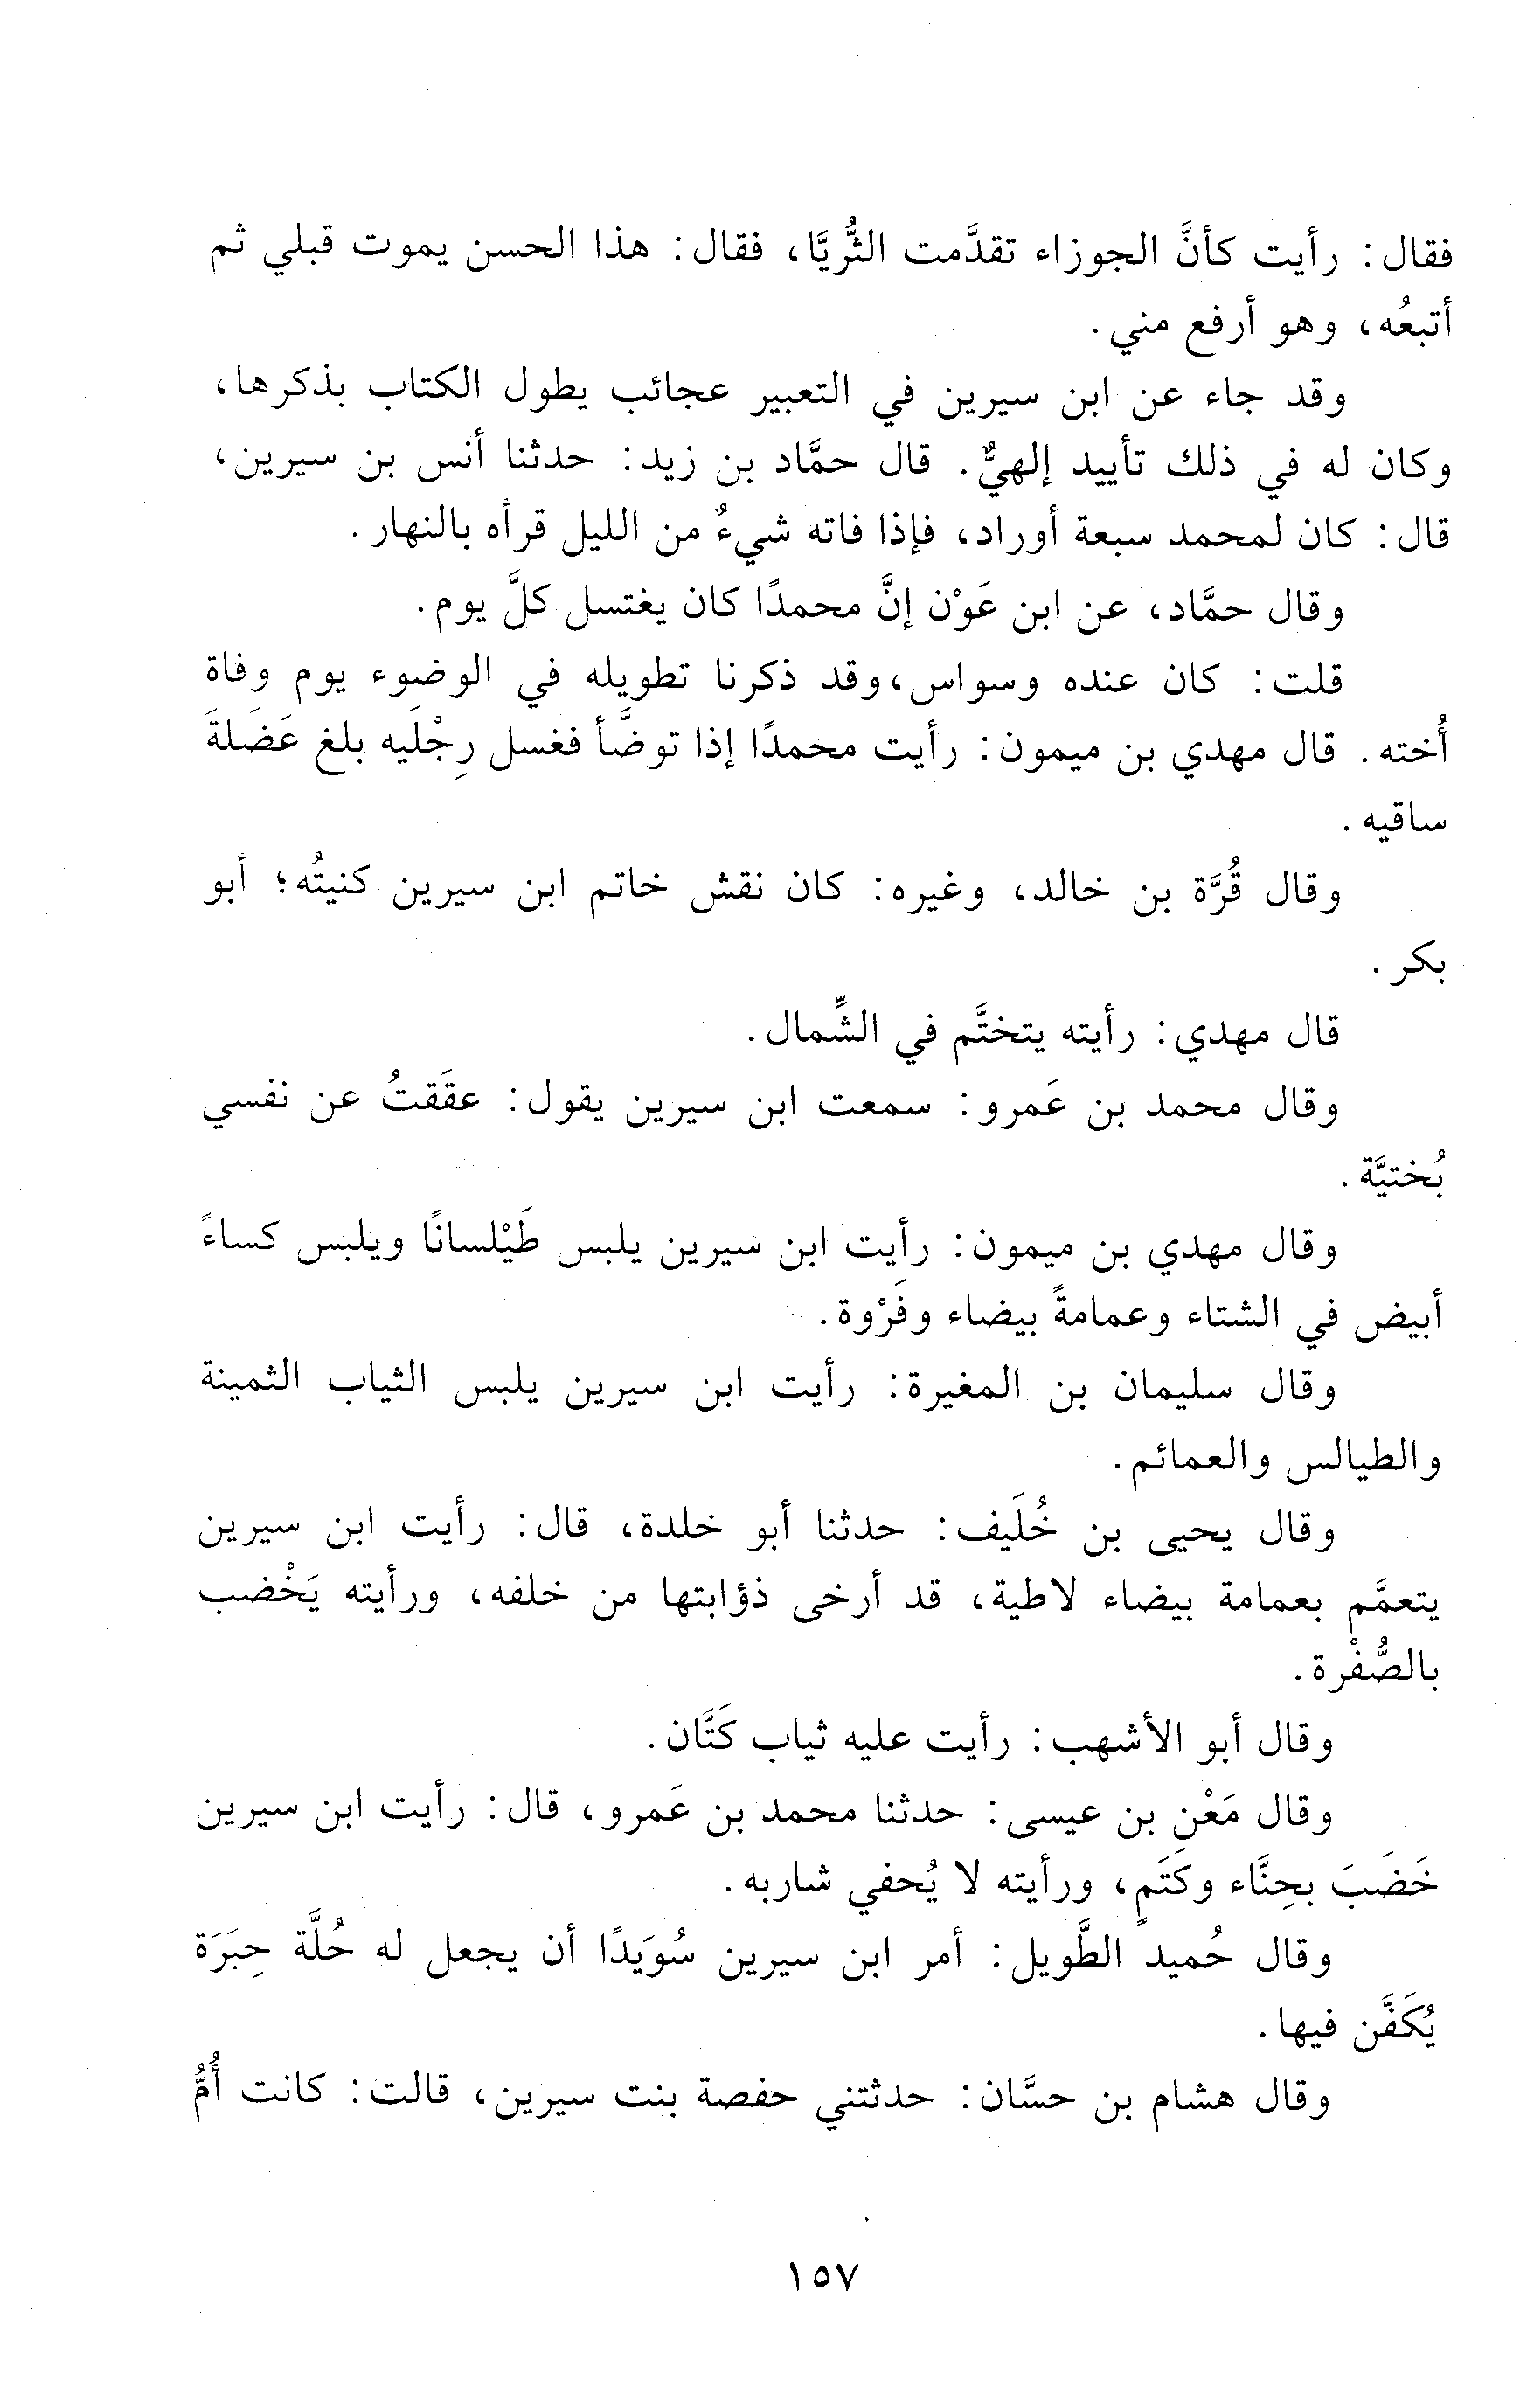 فقال: رأيت كأنَّ الجوزاء تقدَّمت الثُّريَّا، فقال: هذا الحسن يموت قبلي ثم
أتبعُه، وهو أرفع مني.
وقد جاء عن ابن سيرين في التعبير عجائب يطول الكتاب بذكرها،
وكان له في ذلك تأييد إلهيٌّ. قال حمَّاد بن زيد: حدثنا أنس بن سيرين،
قال: كان لمحمد سبعة أوراد، فإذا فاته شيءٌ من الليل قرأه بالنهار.
وقال حمَّاد، عن ابن عَوْن إنَّ محمدًا كان يغتسل كلَّ يوم.
قلت: كان عنده وسواس، وقد ذكرنا تطويله في الوضوء يوم وفاة
أُخته. قال مهدي بن ميمون: رأيت محمدًا إذا توضَّأ فغسل رِجْلَيه بلغ عَضَلةَ
ساقيه.
وقال قُرَّة بن خالد، وغيره: كان نقش خاتم ابن سيرين كنيتُه؛ أبو
بكر.
قال مهدي: رأيته يتختَّم في الشِّمال.
وقال محمد بن عَمرو: سمعت ابن سيرين يقول: عقَقتُ عن نفسي
بُختيَّة.
وقال مهدي بن ميمون: رأيت ابن سيرين يلبس طَيْلسانًا ويلبس كساءً
أبيض في الشتاء وعمامةً بيضاء وفَرْوة.
وقال سليمان بن المغيرة: رأيت ابن سيرين يلبس الثياب الثمينة
والطيالس والعمائم.
وقال يحيى بن خُلَيف: حدثنا أبو خلدة، قال: رأيت ابن سيرين
يتعمَّم بعمامة بيضاء لاطية، قد أرخى ذؤابتها من خلفه، ورأيته يَخْضب
بالصُّفْرة.
وقال أبو الأشهب: رأيت عليه ثياب كَتَّان.
وقال مَعْنِ بن عيسى: حدثنا محمد بن عَمرو، قال: رأيت ابن سيرين
خَضَبَ بحِنَّاء وكَتَمٍ، ورأيته لا يُحفي شاربه.
وقال حُميد الطَّويل: أمر ابن سيرين سُوَيدًا أن يجعل له حُلَّة حِبَرَة
يُكَفَّن فيها.
وقال هشام بن حسَّان: حدثتني حفصة بنت سيرين، قالت: كانت أُمُّ
١٥٧